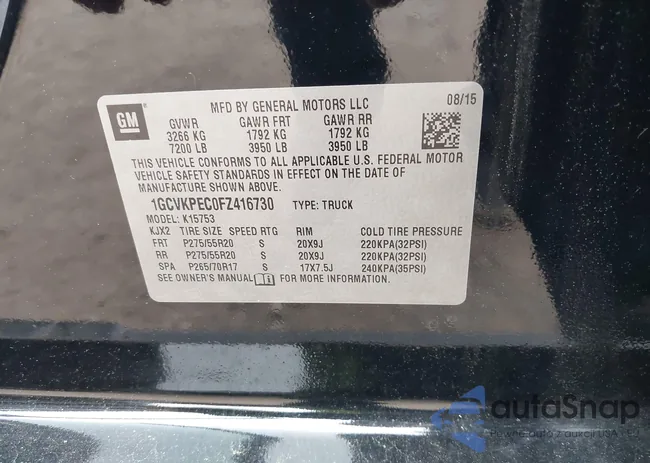 MFD BY GENERAL MOTORS LLC 08/15
GM
GVWR GAWR FRT GAWR RR
3266 KG 1792 KG 1792 KG
7200 LB 3950 LB 3950 LB
THIS VEHICLE CONFORMS TO ALL APPLICABLE U.S. FEDERAL MOTOR
VEHICLE SAFETY STANDARDS IN EFFECT ON THE DATE OF
MANUFACTURE SHOWN ABOVE.
1GCVKPEC0FZ416730 TYPE: TRUCK
MODEL: K15753
KJX2 TIRE SIZE SPEED RTG RIM COLD TIRE PRESSURE
FRT P275/55R20 S 20X9J 220KPA(32PSI)
RR P275/55R20 S 20X9J 220KPA(32PSI)
SPA P265/70R17 S 17X7.5J 240KPA(35PSI)
SEE OWNER'S MANUAL FOR MORE INFORMATION
autoSnap
Pewne auto z aukcji USA